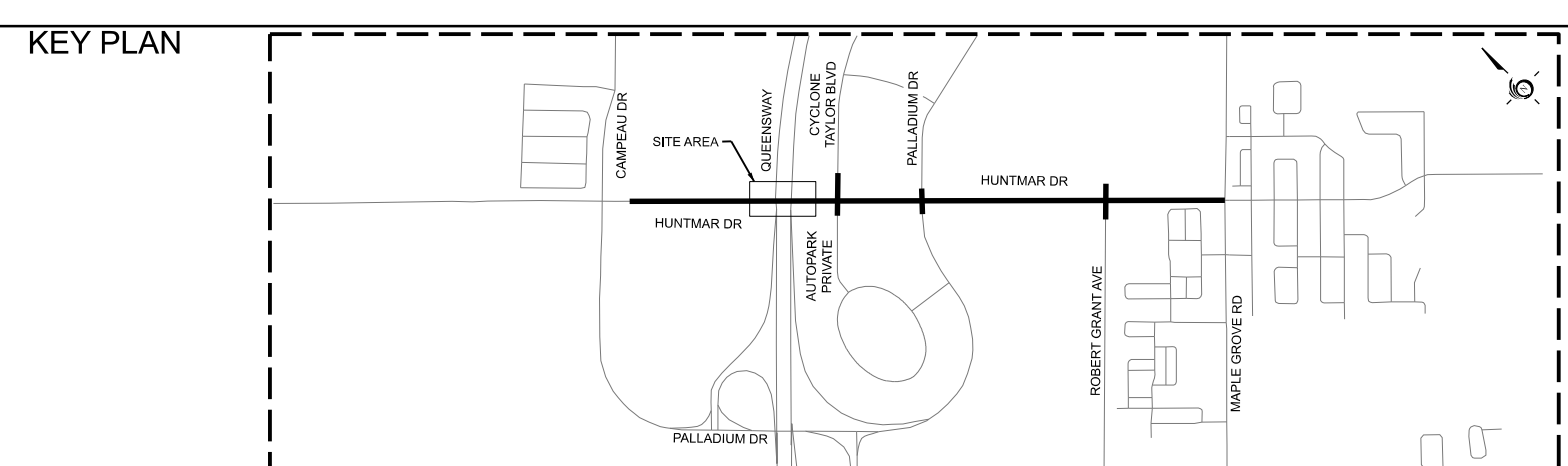 KEY PLAN
CAMPEAU DR
SITE AREA
QUEENSWAY
CYCLONE
TAYLOR BLVD
PALLADIUM DR
HUNTMAR DR
HUNTMAR DR
AUTOPARK
PRIVATE
ROBERT GRANT AVE
MAPLE GROVE RD
PALLADIUM DR